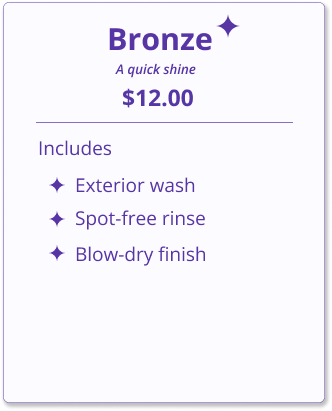 Bronze
A quick shine
$12.00
Includes
Exterior wash
Spot-free rinse
Blow-dry finish